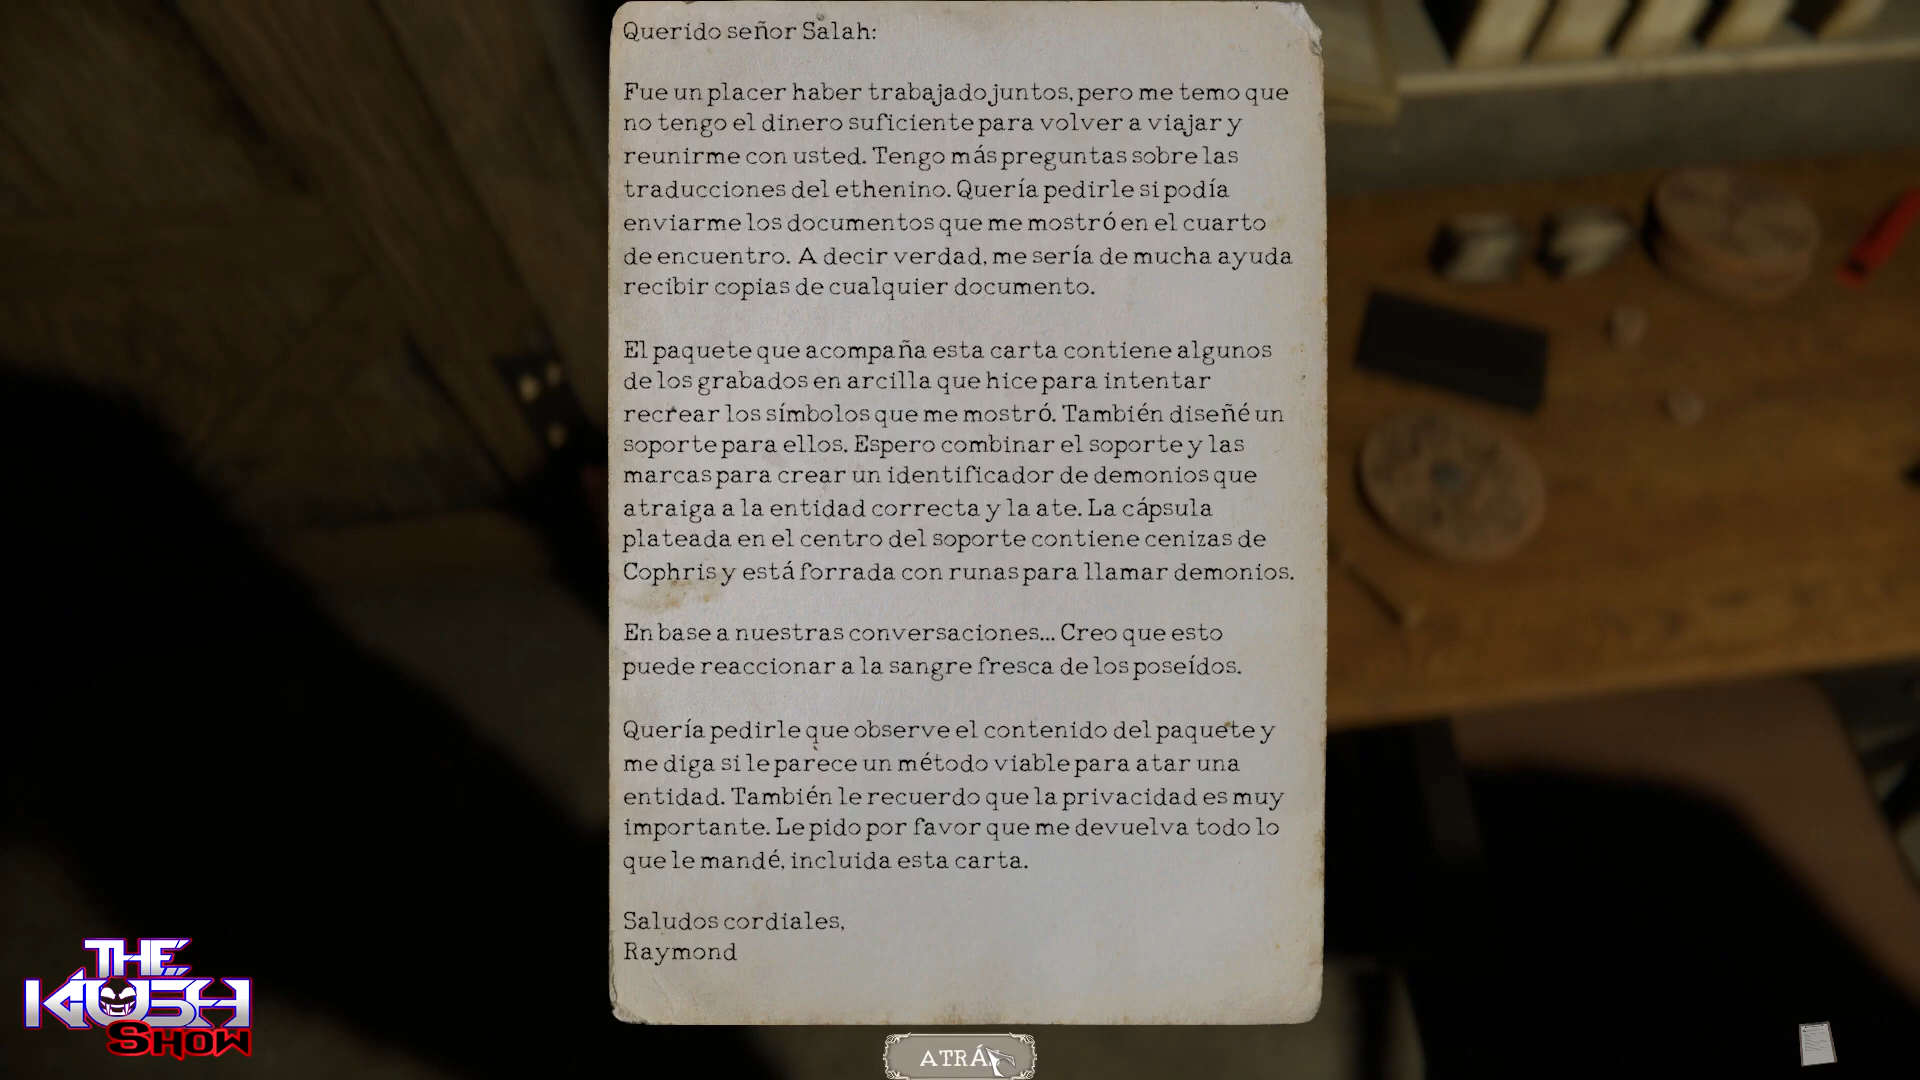 Querido señor Salah:
Fue un placer haber trabajado juntos, pero me temo que
no tengo el dinero suficiente para volver a viajar y
reunirme con usted. Tengo más preguntas sobre las
traducciones del ethenino. Quería pedirle si podía
enviarme los documentos que me mostró en el cuarto
de encuentro. A decir verdad, me sería de mucha ayuda
recibir copias de cualquier documento.
El paquete que acompaña esta carta contiene algunos
de los grabados en arcilla que hice para intentar
recrear los símbolos que me mostró. También diseñé un
soporte para ellos. Espero combinar el soporte y las
marcas para crear un identificador de demonios que
atraiga a la entidad correcta y la ate. La cápsula
plateada en el centro del soporte contiene cenizas de
Cophris y está forrada con runas para llamar demonios.
En base a nuestras conversaciones... Creo que esto
puede reaccionar a la sangre fresca de los poseídos.
Quería pedirle que observe el contenido del paquete y
me diga si le parece un método viable para atar una
entidad. También le recuerdo que la privacidad es muy
importante. Le pido por favor que me devuelva todo lo
que le mandé, incluida esta carta.
Saludos cordiales,
Raymond
THE
KUSH
SHOW
ATRÁS